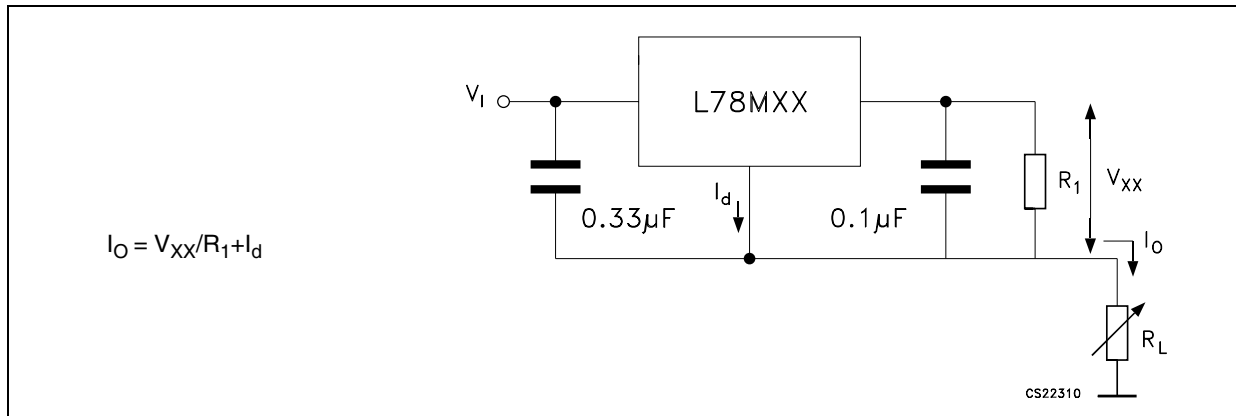 V_I
L78MXX
0.33µF
I_d
0.1µF
R_1
V_XX
I_O = V_XX/R_1+I_d
I_O
R_L
CS22310